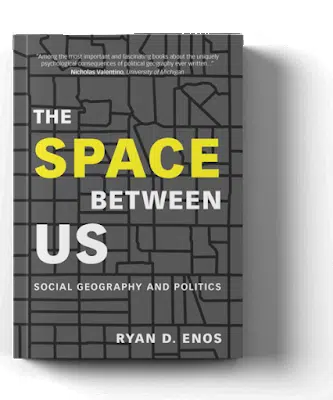 "Among the most important and fascinating books about the uniquely
psychological consequences of political geography ever written..."
Nicholas Valentino, University of Michigan
THE
SPACE
BETWEEN
US
SOCIAL GEOGRAPHY AND POLITICS
RYAN D. ENOS